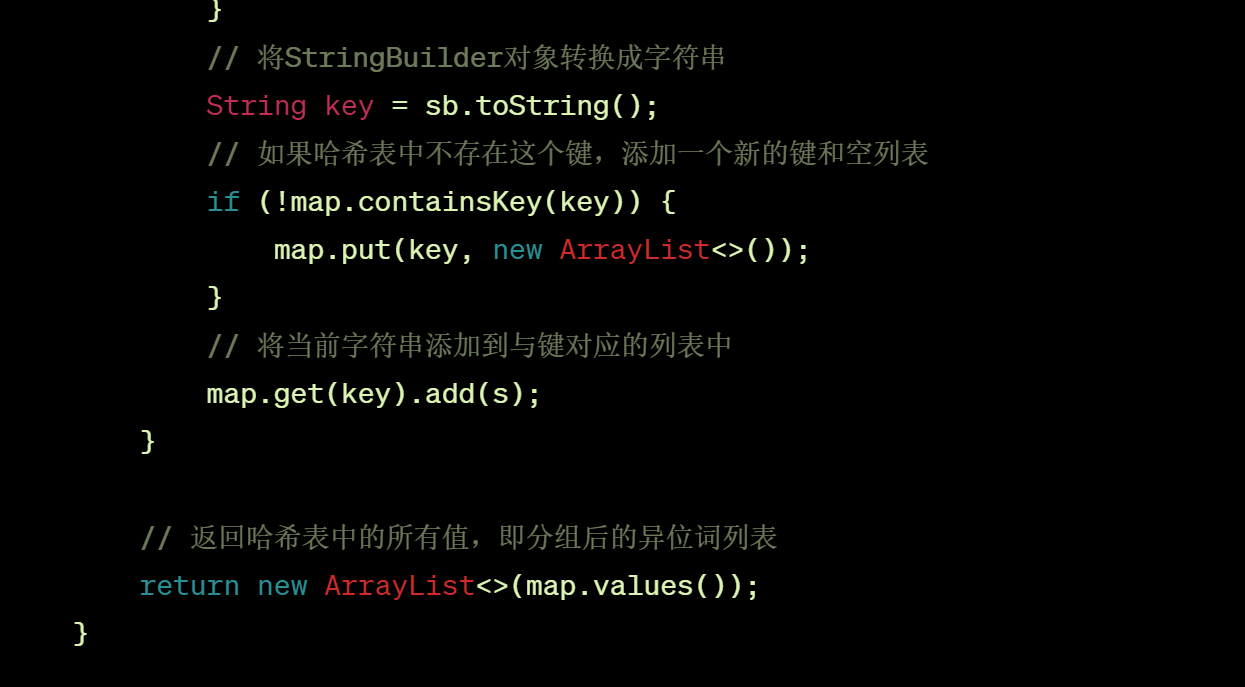 }
// 将StringBuilder对象转换成字符串
String key = sb.toString();
// 如果哈希表中不存在这个键，添加一个新的键和空列表
if (!map.containsKey(key)) {
map.put(key, new ArrayList<>());
}
// 将当前字符串添加到与键对应的列表中
map.get(key).add(s);
}
// 返回哈希表中的所有值，即分组后的异位词列表
return new ArrayList<>(map.values());
}